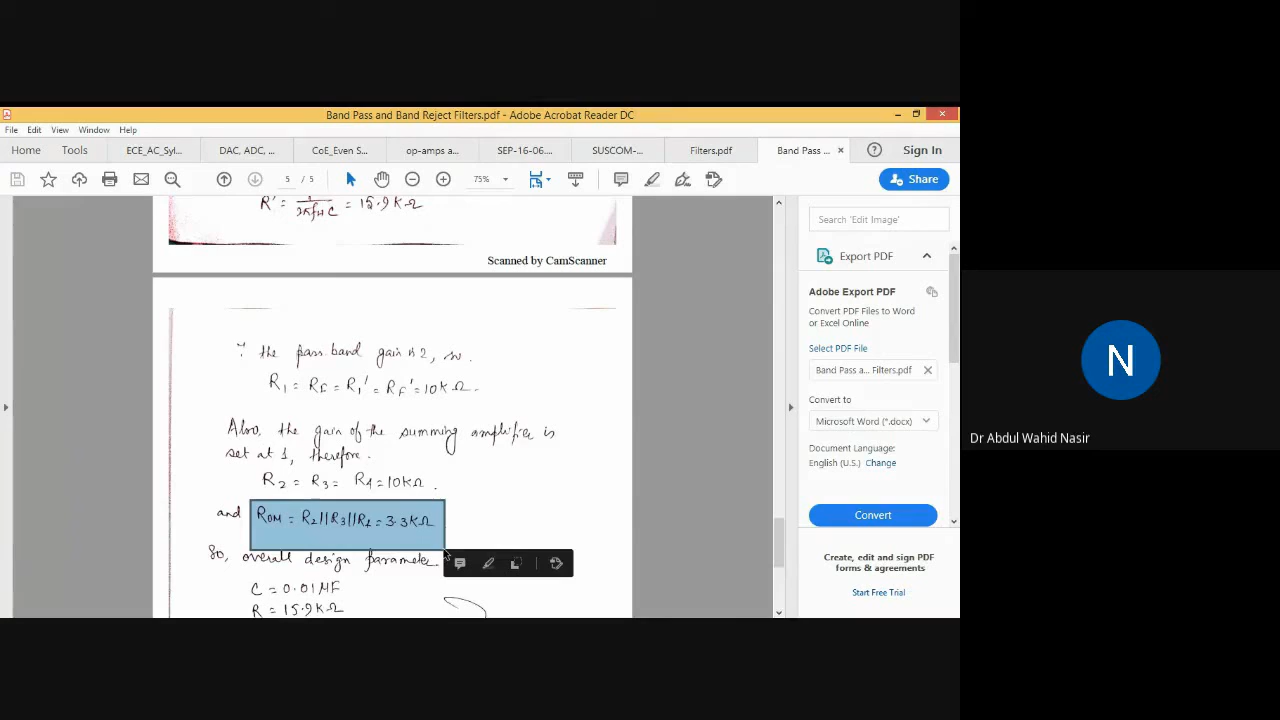 Band Pass and Band Reject Filters.pdf - Adobe Acrobat Reader DC
File Edit View Window Help
Home Tools ECE_AC_Syl... DAC, ADC, ... CoE_Even S... op-amps a... SEP-16-06... SUSCOM-... Filters.pdf Band Pass ... × ? Sign In
5 / 5 75% Share
R' = 1/2πfHC = 15.9KΩ
Scanned by CamScanner
∵ the pass band gain is 2, so.
R1 = RF = R1' = RF' = 10KΩ.
Also, the gain of the summing amplifier is
set at 1, therefore.
R2 = R3 = R4 = 10KΩ.
and ROM = R2||R3||R4 = 3.3KΩ
So, overall design parameter.
C = 0.01μF
R = 15.9KΩ
Search 'Edit Image'
Export PDF
Adobe Export PDF
Convert PDF Files to Word
or Excel Online
Select PDF File
Band Pass a... Filters.pdf
Convert to
Microsoft Word (*.docx)
Document Language:
English (U.S.) Change
Convert
Create, edit and sign PDF
forms & agreements
Start Free Trial
N
Dr Abdul Wahid Nasir